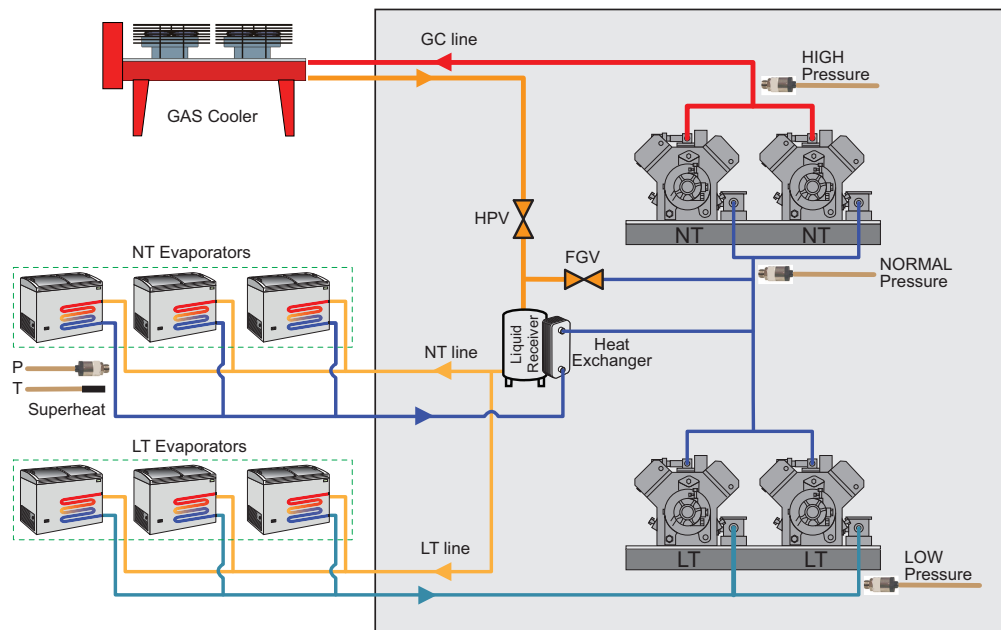 GC line
HIGH
Pressure
GAS Cooler
NT
NT
HPV
FGV
NORMAL
Pressure
NT Evaporators
Liquid
Receiver
Heat
Exchanger
NT line
P
T
Superheat
LT Evaporators
LT line
LT
LT
LOW
Pressure